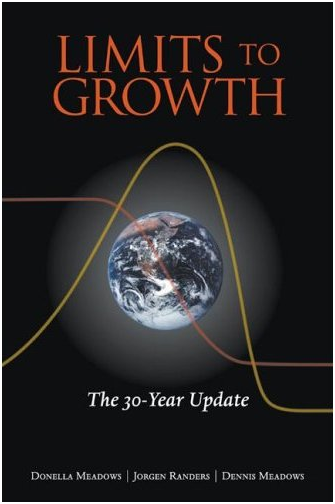 LIMITS TO
GROWTH
The 30-Year Update
DONELLA MEADOWS | JORGEN RANDERS | DENNIS MEADOWS